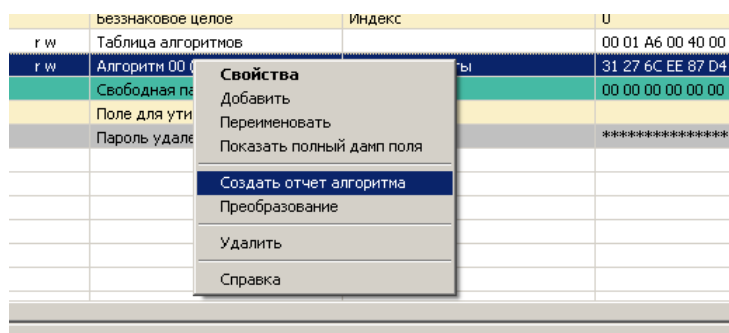 Беззнаковое целое Индекс 0
r w Таблица алгоритмов 00 01 A6 00 40 00
r w Алгоритм 00 ( ты 31 27 6C EE 87 D4
Свойства
Свободная па 00 00 00 00 00 00
Добавить
Поле для ути
Переименовать
Пароль удале ***************
Показать полный дамп поля
Создать отчет алгоритма
Преобразование
Удалить
Справка